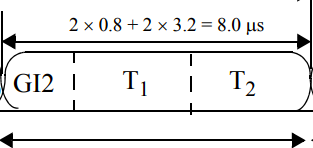 2 × 0.8 + 2 × 3.2 = 8.0 μs
GI2 T₁ T₂